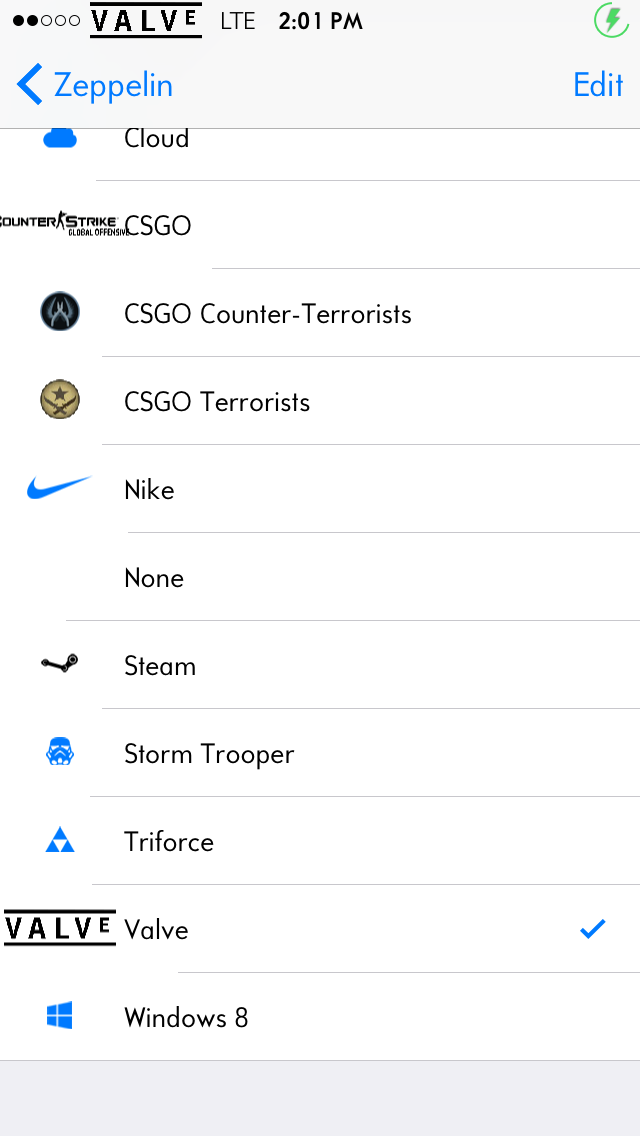 VALVE LTE 2:01 PM
Zeppelin Edit
Cloud
COUNTER STRIKE
GLOBAL OFFENSIVE
CSGO
CSGO Counter-Terrorists
CSGO Terrorists
Nike
None
Steam
Storm Trooper
Triforce
VALVE Valve
Windows 8